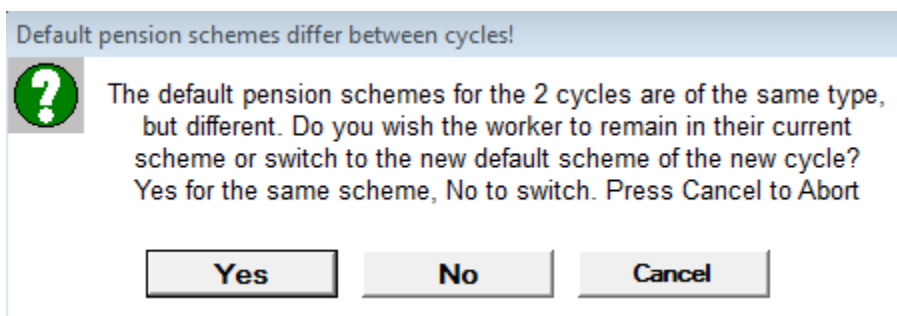 Default pension schemes differ between cycles!
The default pension schemes for the 2 cycles are of the same type,
but different. Do you wish the worker to remain in their current
scheme or switch to the new default scheme of the new cycle?
Yes for the same scheme, No to switch. Press Cancel to Abort
Yes
No
Cancel